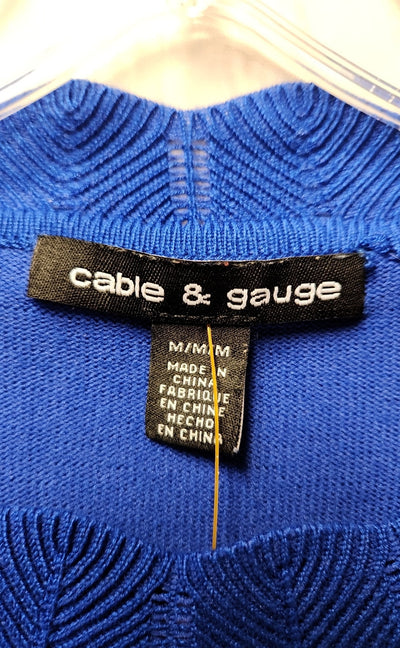 cable & gauge
M/M/M
MADE IN
CHINA
FABRIQUE
EN CHINE
HECHO
EN CHINA